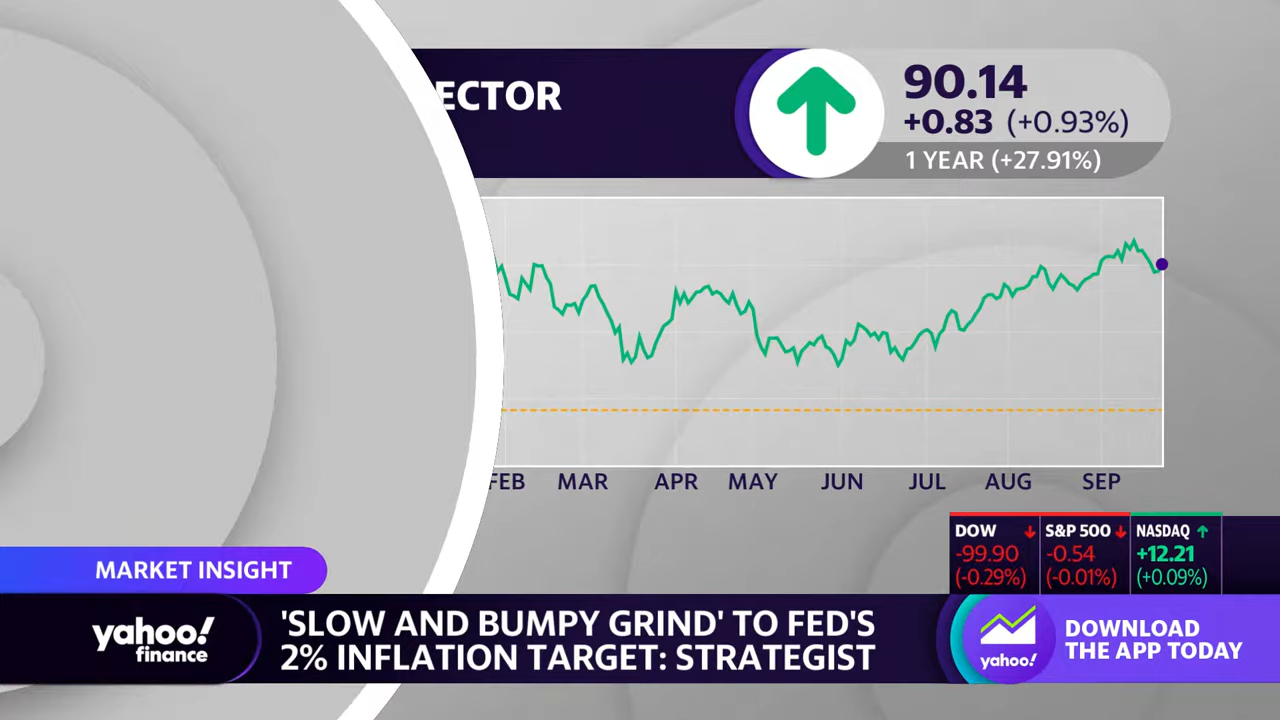 ECTOR
90.14
+0.83 (+0.93%)
1 YEAR (+27.91%)
FEB MAR APR MAY JUN JUL AUG SEP
DOW
-99.90
(-0.29%)
S&P 500
-0.54
(-0.01%)
NASDAQ
+12.21
(+0.09%)
MARKET INSIGHT
yahoo!
finance
'SLOW AND BUMPY GRIND' TO FED'S
2% INFLATION TARGET: STRATEGIST
yahoo!
DOWNLOAD
THE APP TODAY